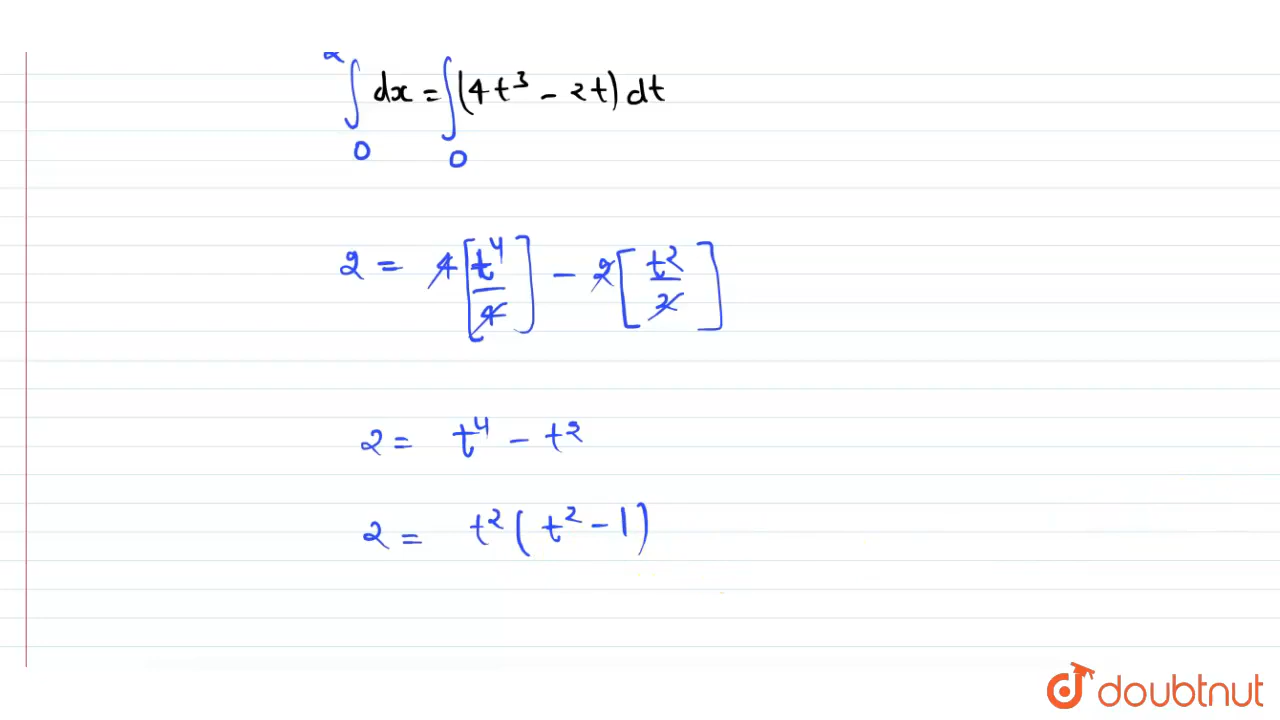 2
∫ dx = ∫ (4t³ - 2t) dt
0 0
2 = 4[t⁴/4] - 2[t²/2]
2 = t⁴ - t²
2 = t²(t² - 1)
doubtnut